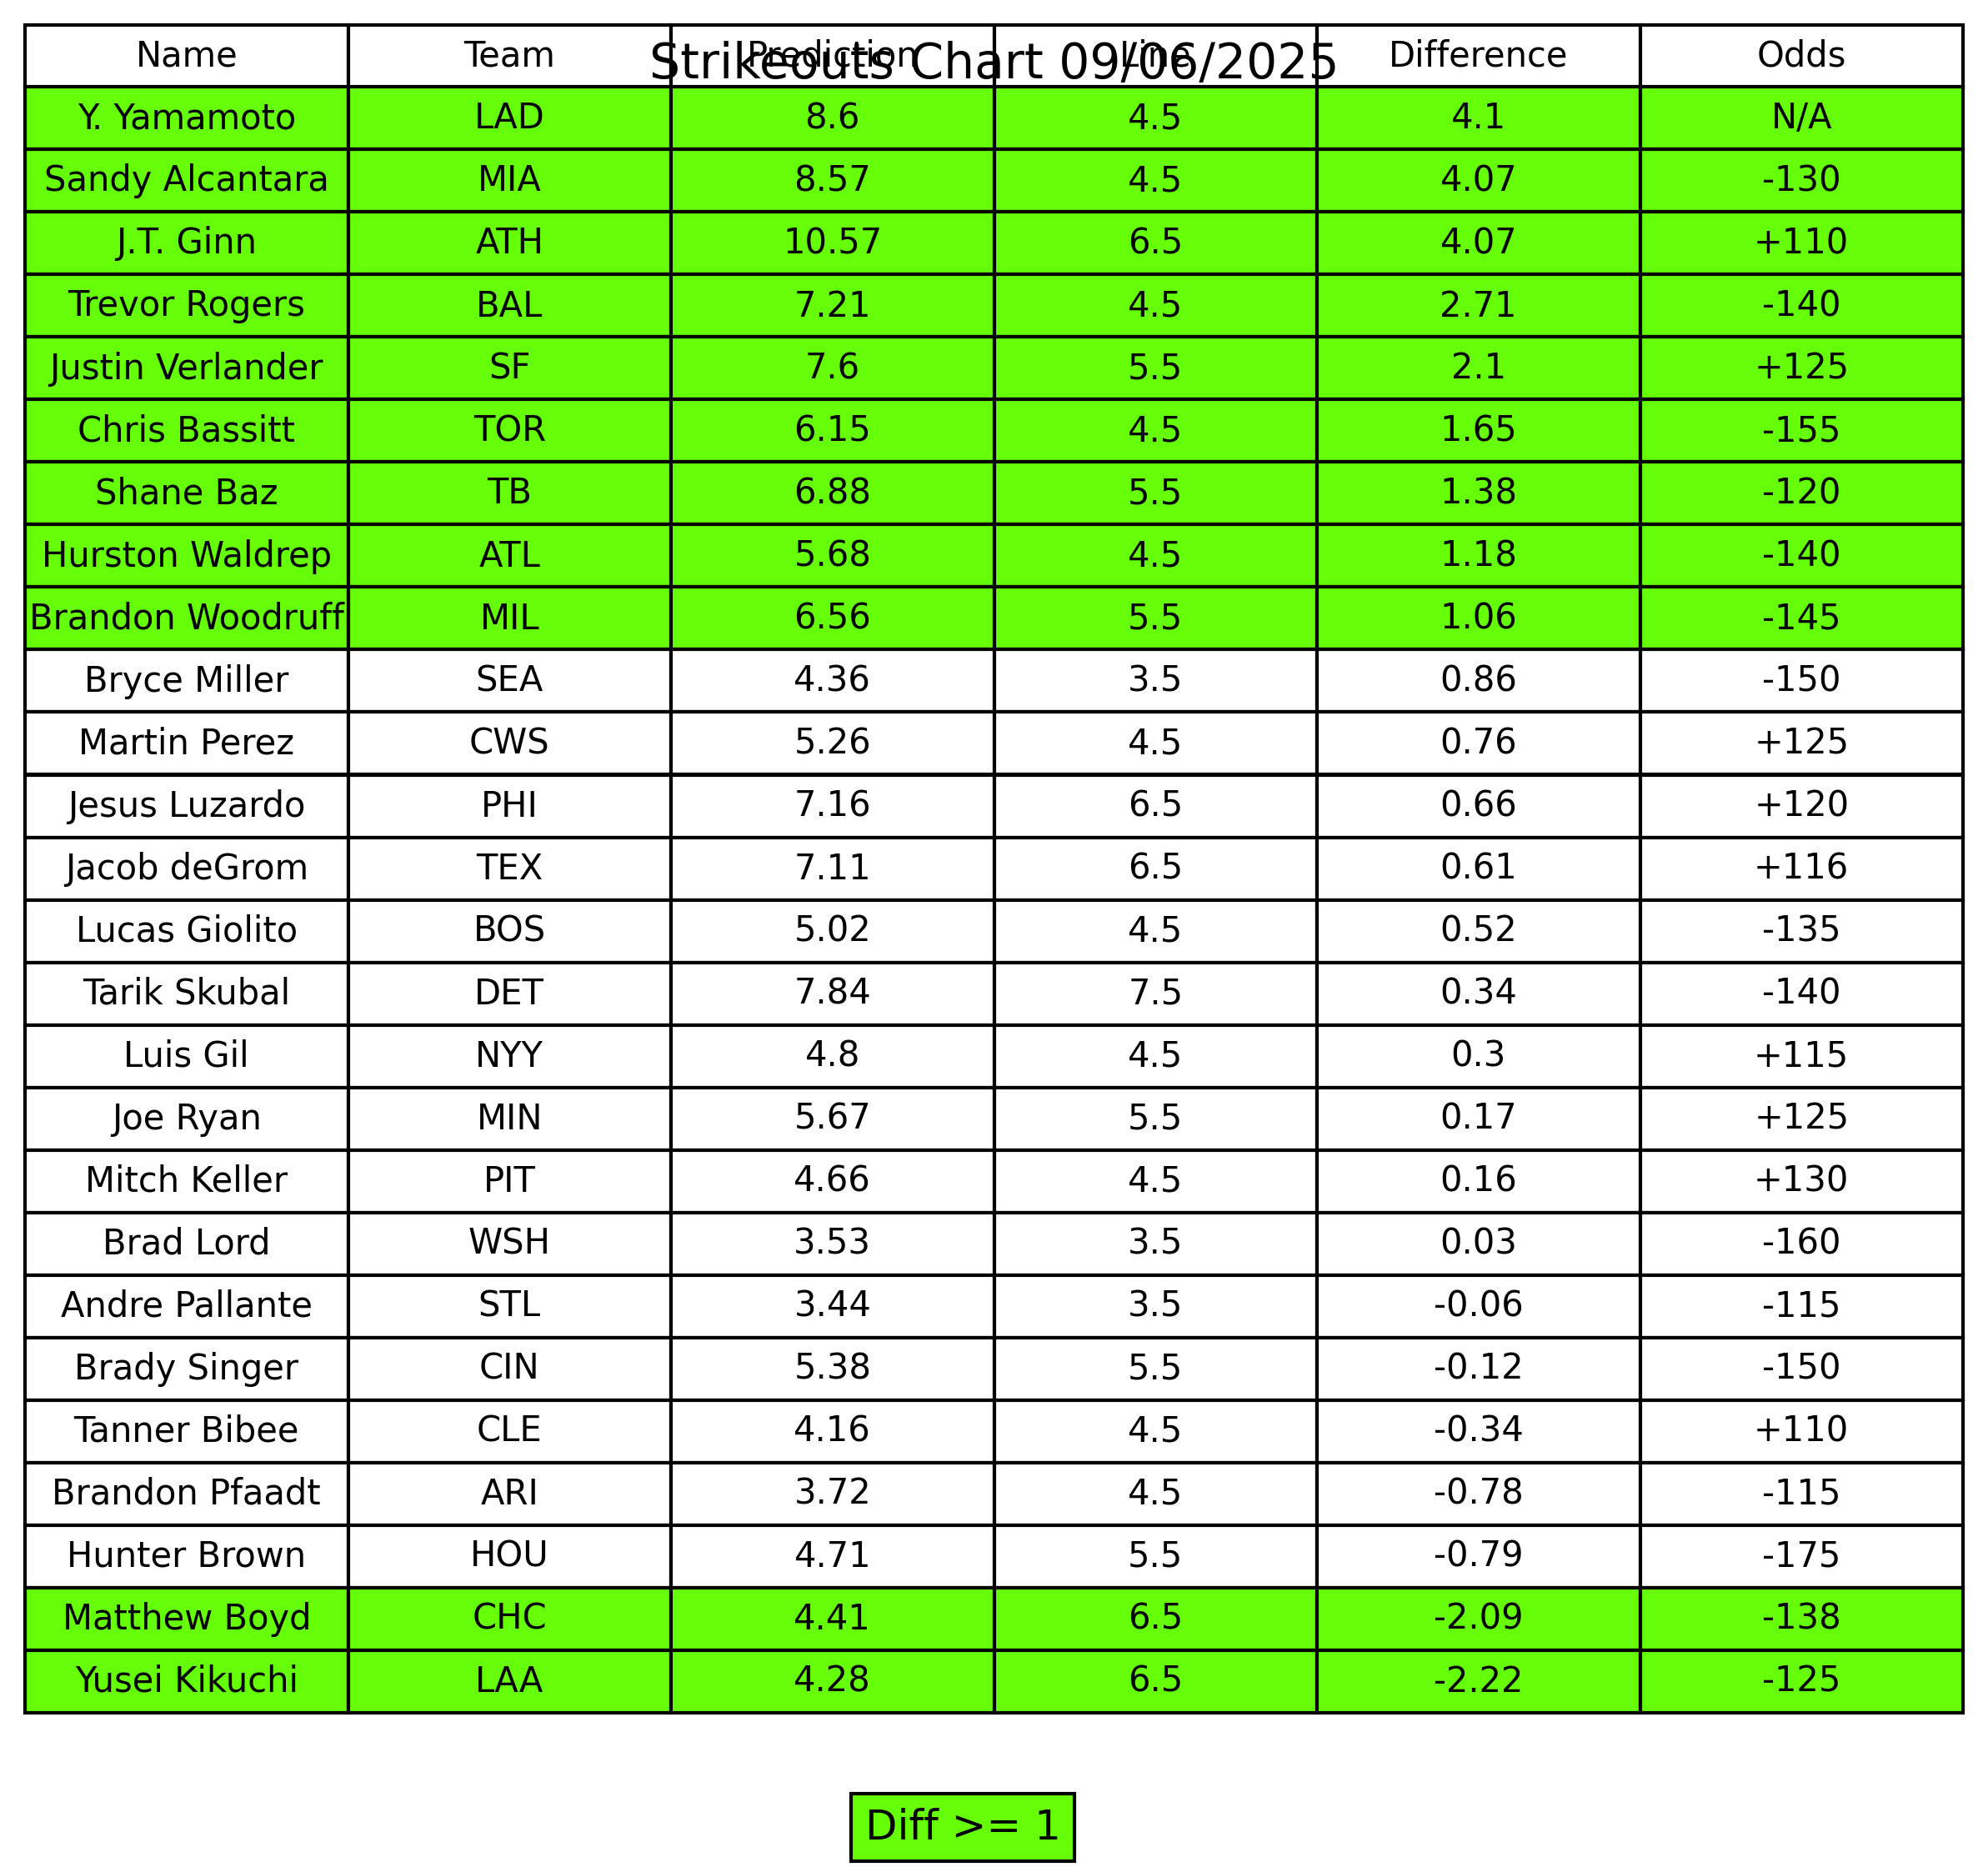 Strikeouts Chart 09/06/2025
Name Team Prediction Line Difference Odds
Y. Yamamoto LAD 8.6 4.5 4.1 N/A
Sandy Alcantara MIA 8.57 4.5 4.07 -130
J.T. Ginn ATH 10.57 6.5 4.07 +110
Trevor Rogers BAL 7.21 4.5 2.71 -140
Justin Verlander SF 7.6 5.5 2.1 +125
Chris Bassitt TOR 6.15 4.5 1.65 -155
Shane Baz TB 6.88 5.5 1.38 -120
Hurston Waldrep ATL 5.68 4.5 1.18 -140
Brandon Woodruff MIL 6.56 5.5 1.06 -145
Bryce Miller SEA 4.36 3.5 0.86 -150
Martin Perez CWS 5.26 4.5 0.76 +125
Jesus Luzardo PHI 7.16 6.5 0.66 +120
Jacob deGrom TEX 7.11 6.5 0.61 +116
Lucas Giolito BOS 5.02 4.5 0.52 -135
Tarik Skubal DET 7.84 7.5 0.34 -140
Luis Gil NYY 4.8 4.5 0.3 +115
Joe Ryan MIN 5.67 5.5 0.17 +125
Mitch Keller PIT 4.66 4.5 0.16 +130
Brad Lord WSH 3.53 3.5 0.03 -160
Andre Pallante STL 3.44 3.5 -0.06 -115
Brady Singer CIN 5.38 5.5 -0.12 -150
Tanner Bibee CLE 4.16 4.5 -0.34 +110
Brandon Pfaadt ARI 3.72 4.5 -0.78 -115
Hunter Brown HOU 4.71 5.5 -0.79 -175
Matthew Boyd CHC 4.41 6.5 -2.09 -138
Yusei Kikuchi LAA 4.28 6.5 -2.22 -125
Diff >= 1